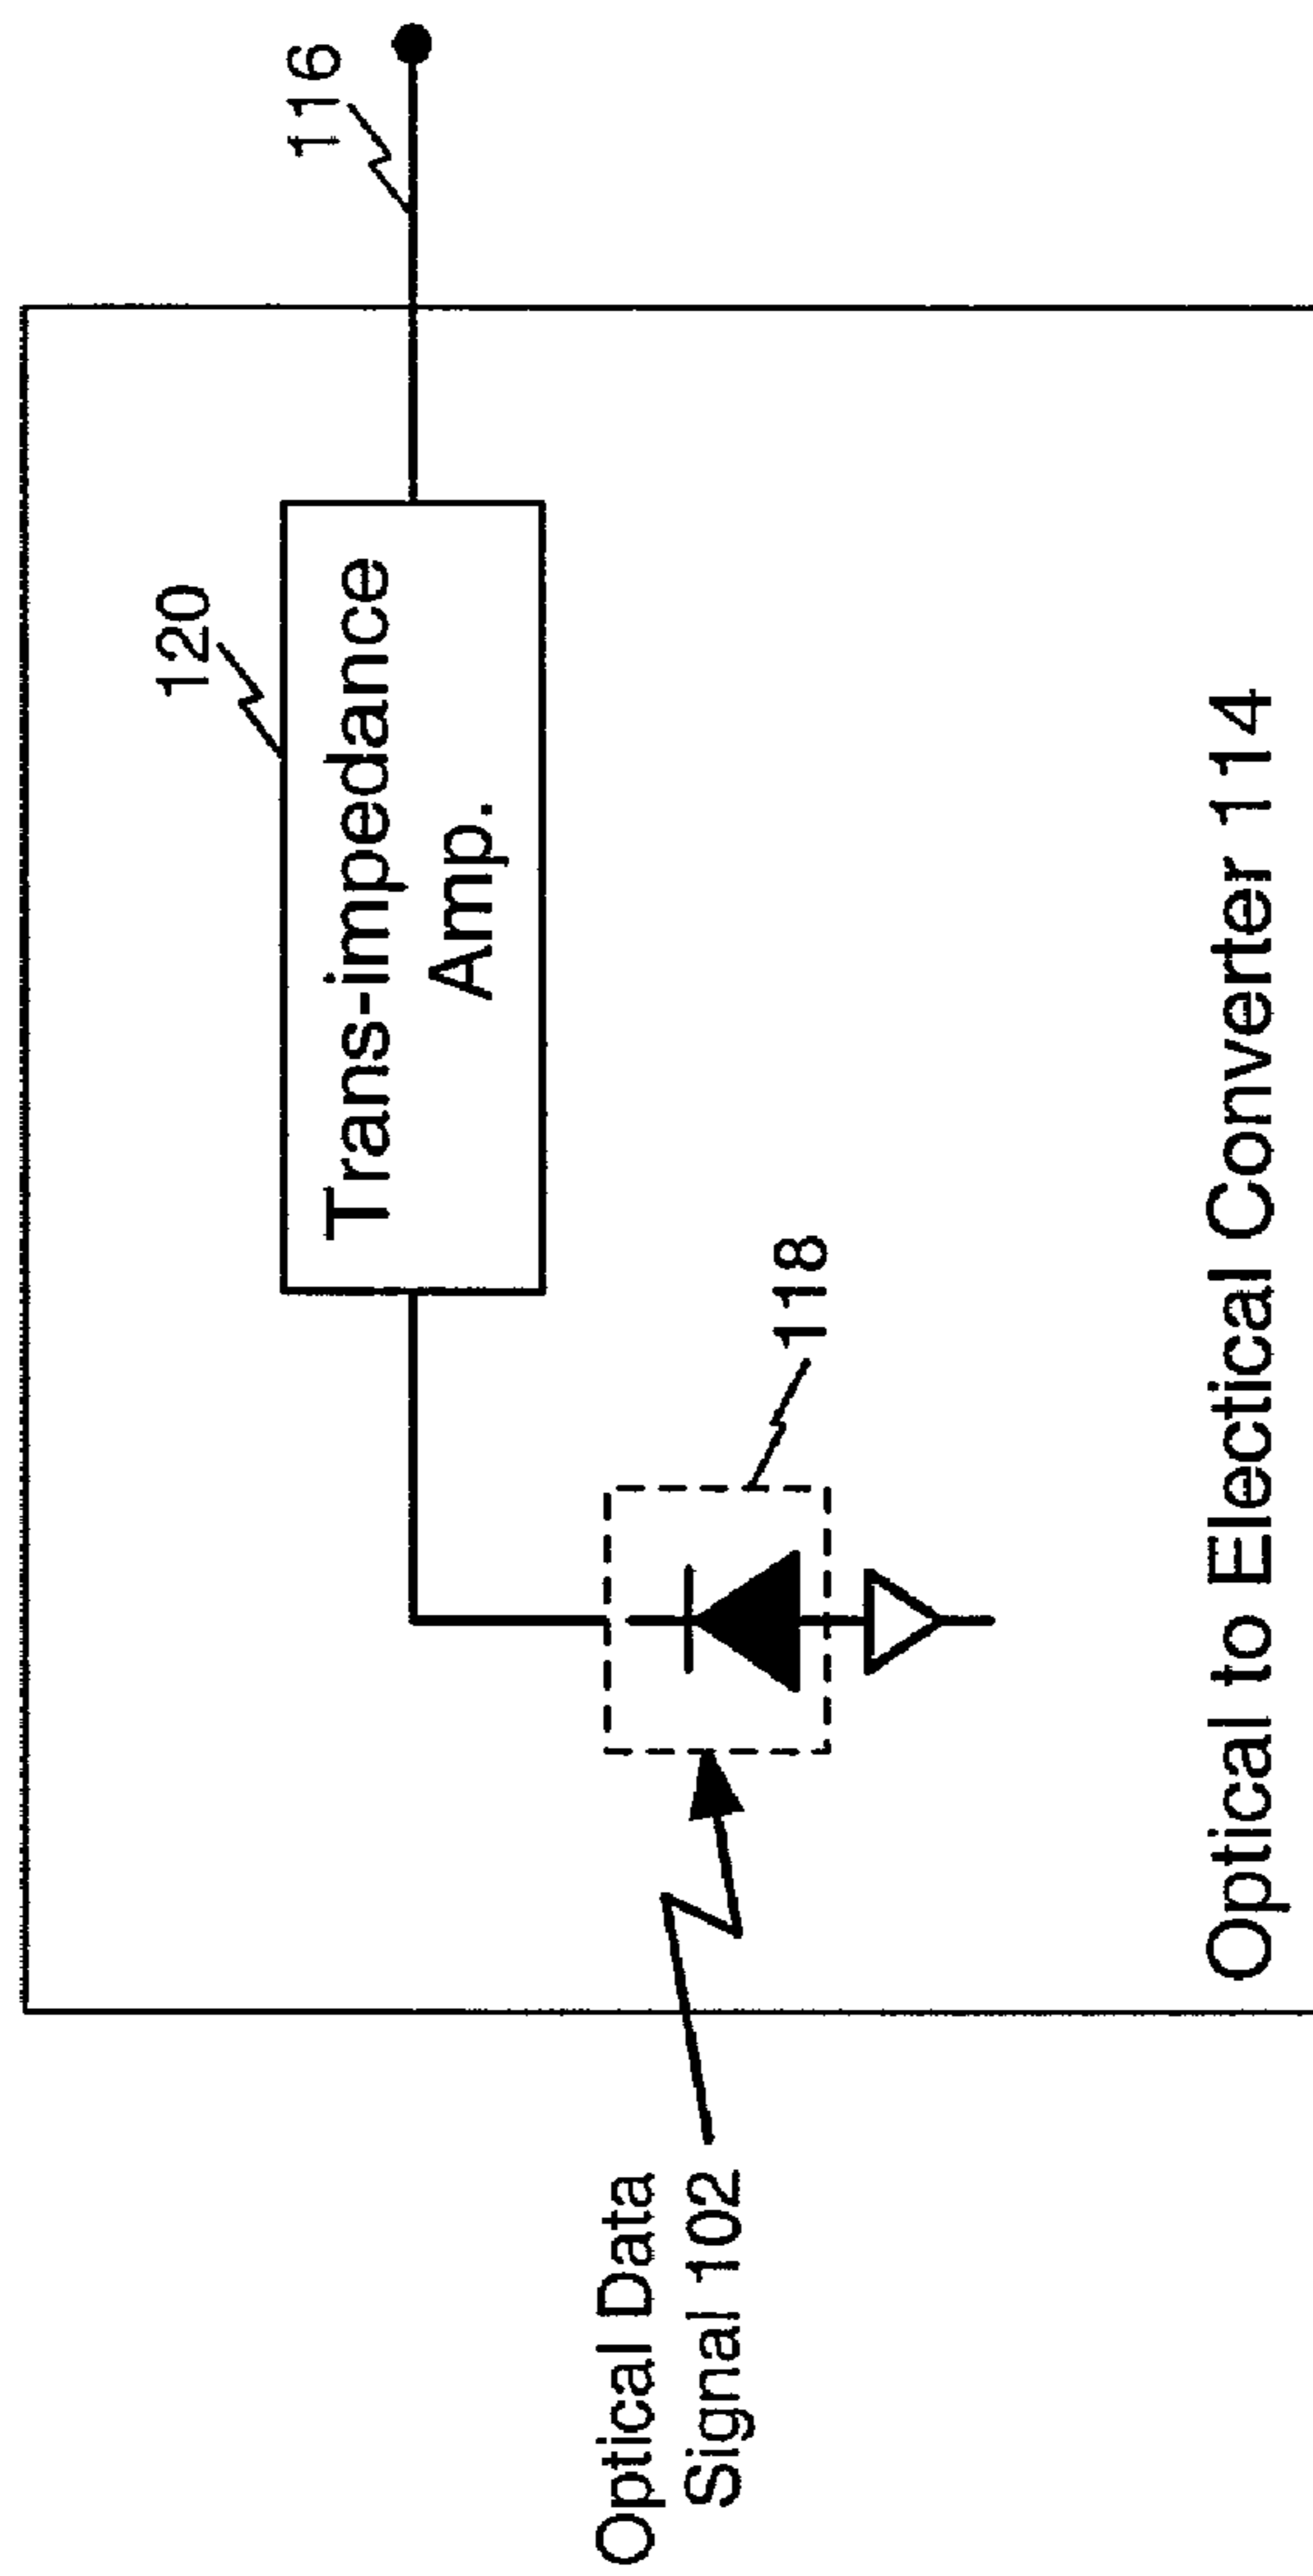 116
120
Trans-impedance
Amp.
118
Optical Data
Signal 102
Optical to Electical Converter 114